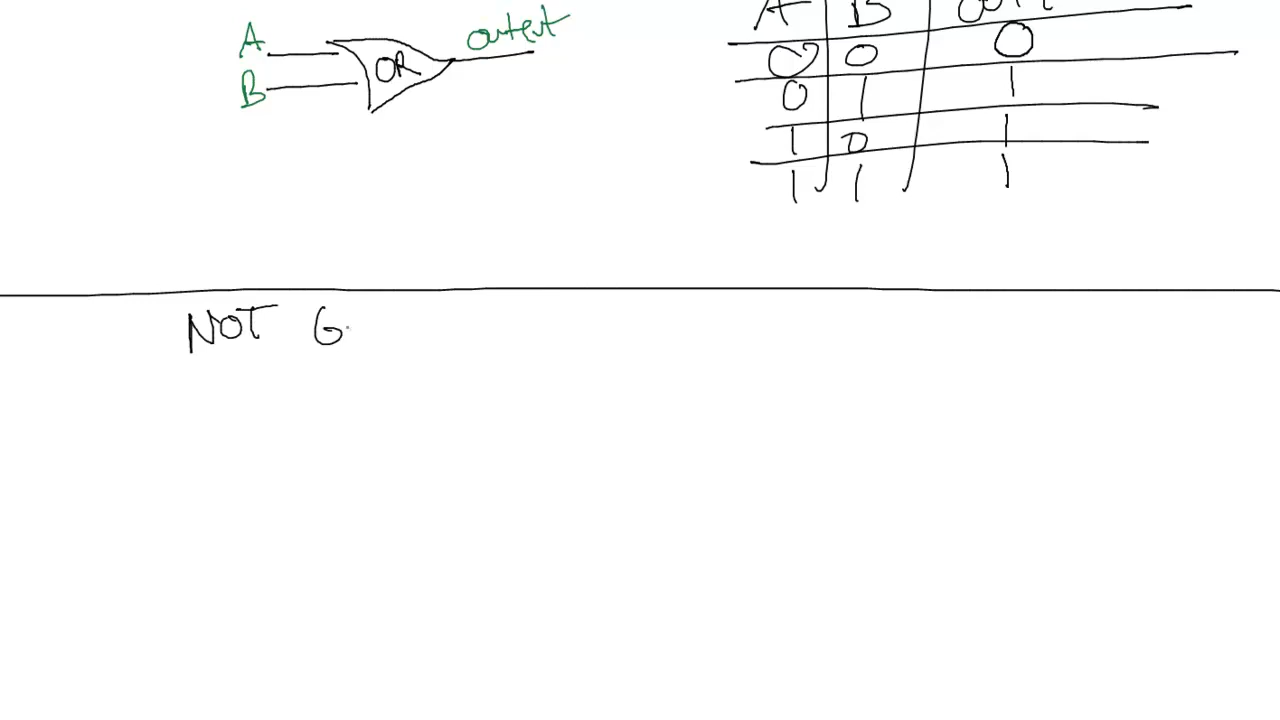 A output
OR
B
A B
0 0 0
0 1 1
1 0 1
1 1 1
NOT G